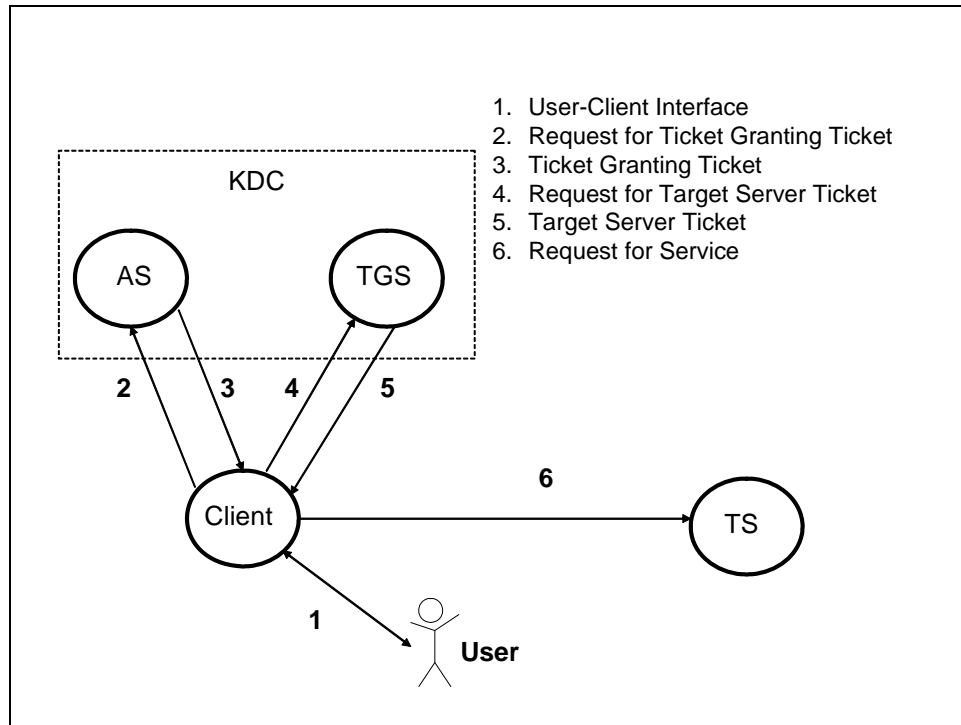 1. User-Client Interface
2. Request for Ticket Granting Ticket
3. Ticket Granting Ticket
4. Request for Target Server Ticket
5. Target Server Ticket
6. Request for Service
KDC
AS
TGS
2
3
4
5
6
Client
TS
1
User